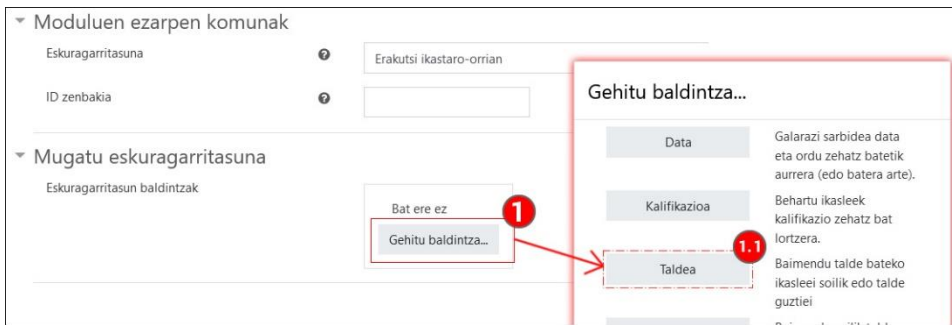 Moduluen ezarpen komunak
Eskuragarritasuna
Erakutsi ikastaro-orrian
ID zenbakia
Mugatu eskuragarritasuna
Eskuragarritasun baldintzak
Bat ere ez
1
Gehitu baldintza...
Gehitu baldintza...
Data
Galarazi sarbidea data
eta ordu zehatz batetik
aurrera (edo batera arte).
Kalifikazioa
Behartu ikasleek
kalifikazio zehatz bat
lortzera.
1.1
Taldea
Baimendu talde bateko
ikasleei soilik edo talde
guztiei